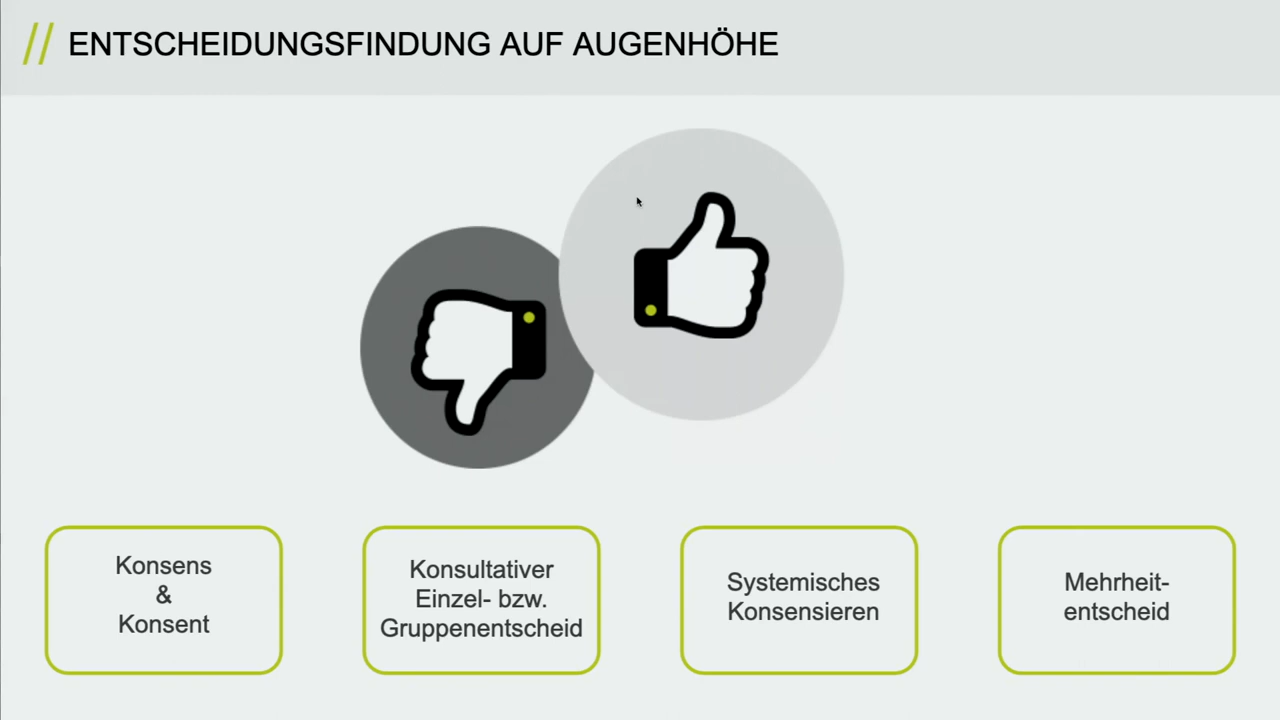 // ENTSCHEIDUNGSFINDUNG AUF AUGENHÖHE
Konsens
&
Konsent
Konsultativer
Einzel- bzw.
Gruppenentscheid
Systemisches
Konsensieren
Mehrheit-
entscheid